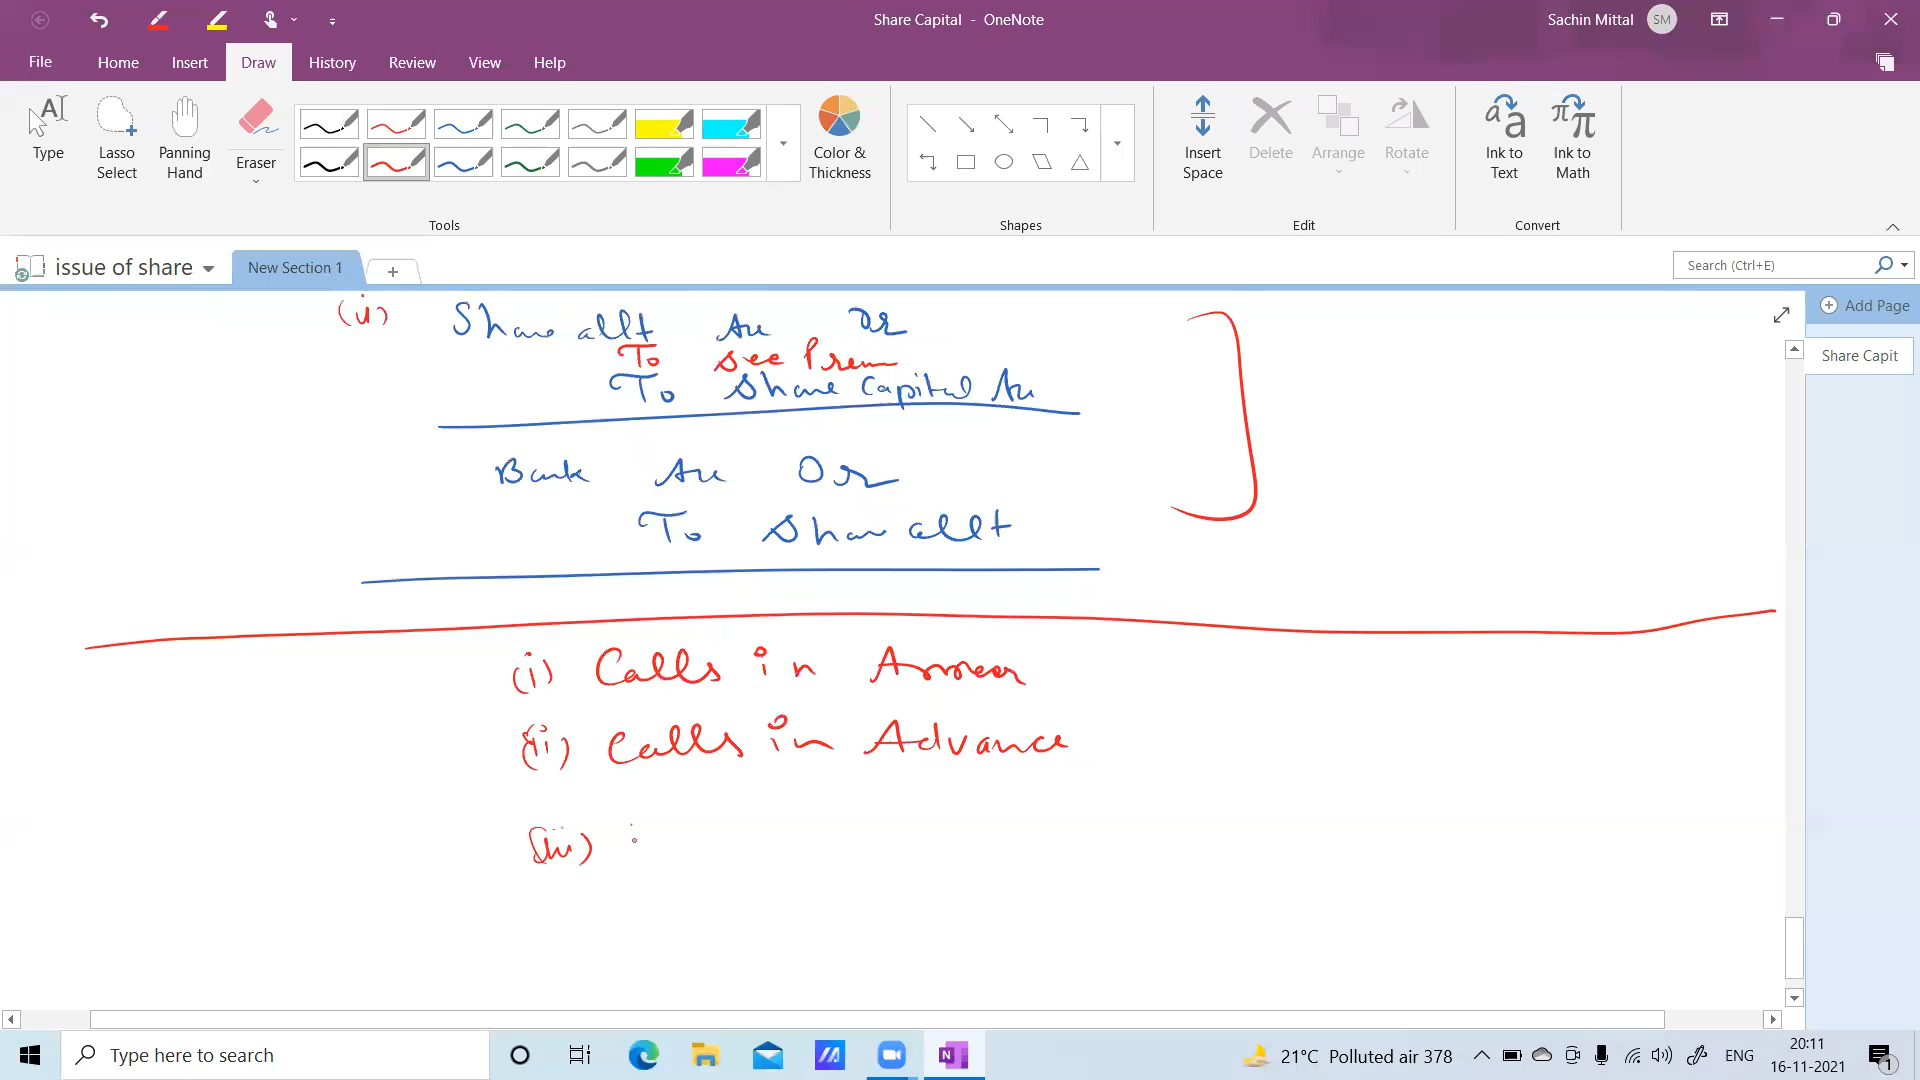 Share Capital - OneNote
Sachin Mittal
SM
File
Home
Insert
Draw
History
Review
View
Help
Type
Lasso Select
Panning Hand
Eraser
Color & Thickness
Insert Space
Delete
Arrange
Rotate
Ink to Text
Ink to Math
Tools
Shapes
Edit
Convert
issue of share
New Section 1
+
Search (Ctrl+E)
Add Page
Share Capit
(ii) Share allt A/c Dr
To Sec Prem
To Share Capital A/c
Bank A/c Dr
To Share allt
(i) Calls in Arrear
(ii) Calls in Advance
(iii)
Type here to search
21°C Polluted air 378
ENG
20:11
16-11-2021
1